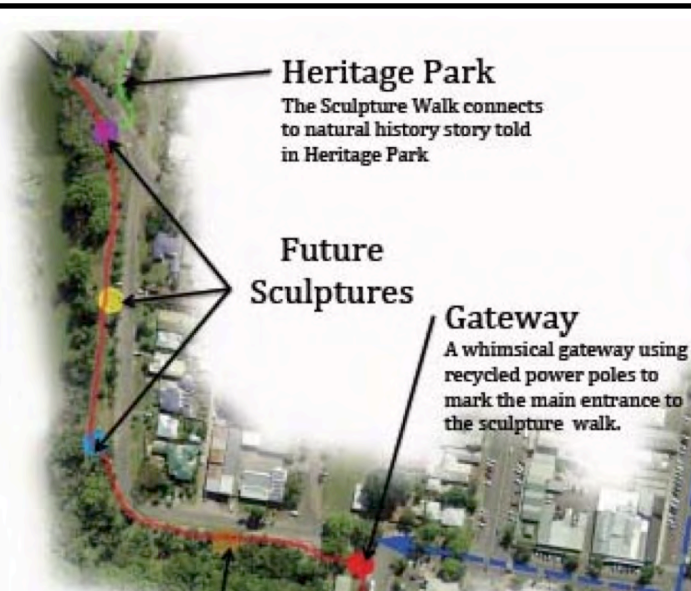 Heritage Park
The Sculpture Walk connects
to natural history story told
in Heritage Park
Future
Sculptures
Gateway
A whimsical gateway using
recycled power poles to
mark the main entrance to
the sculpture walk.